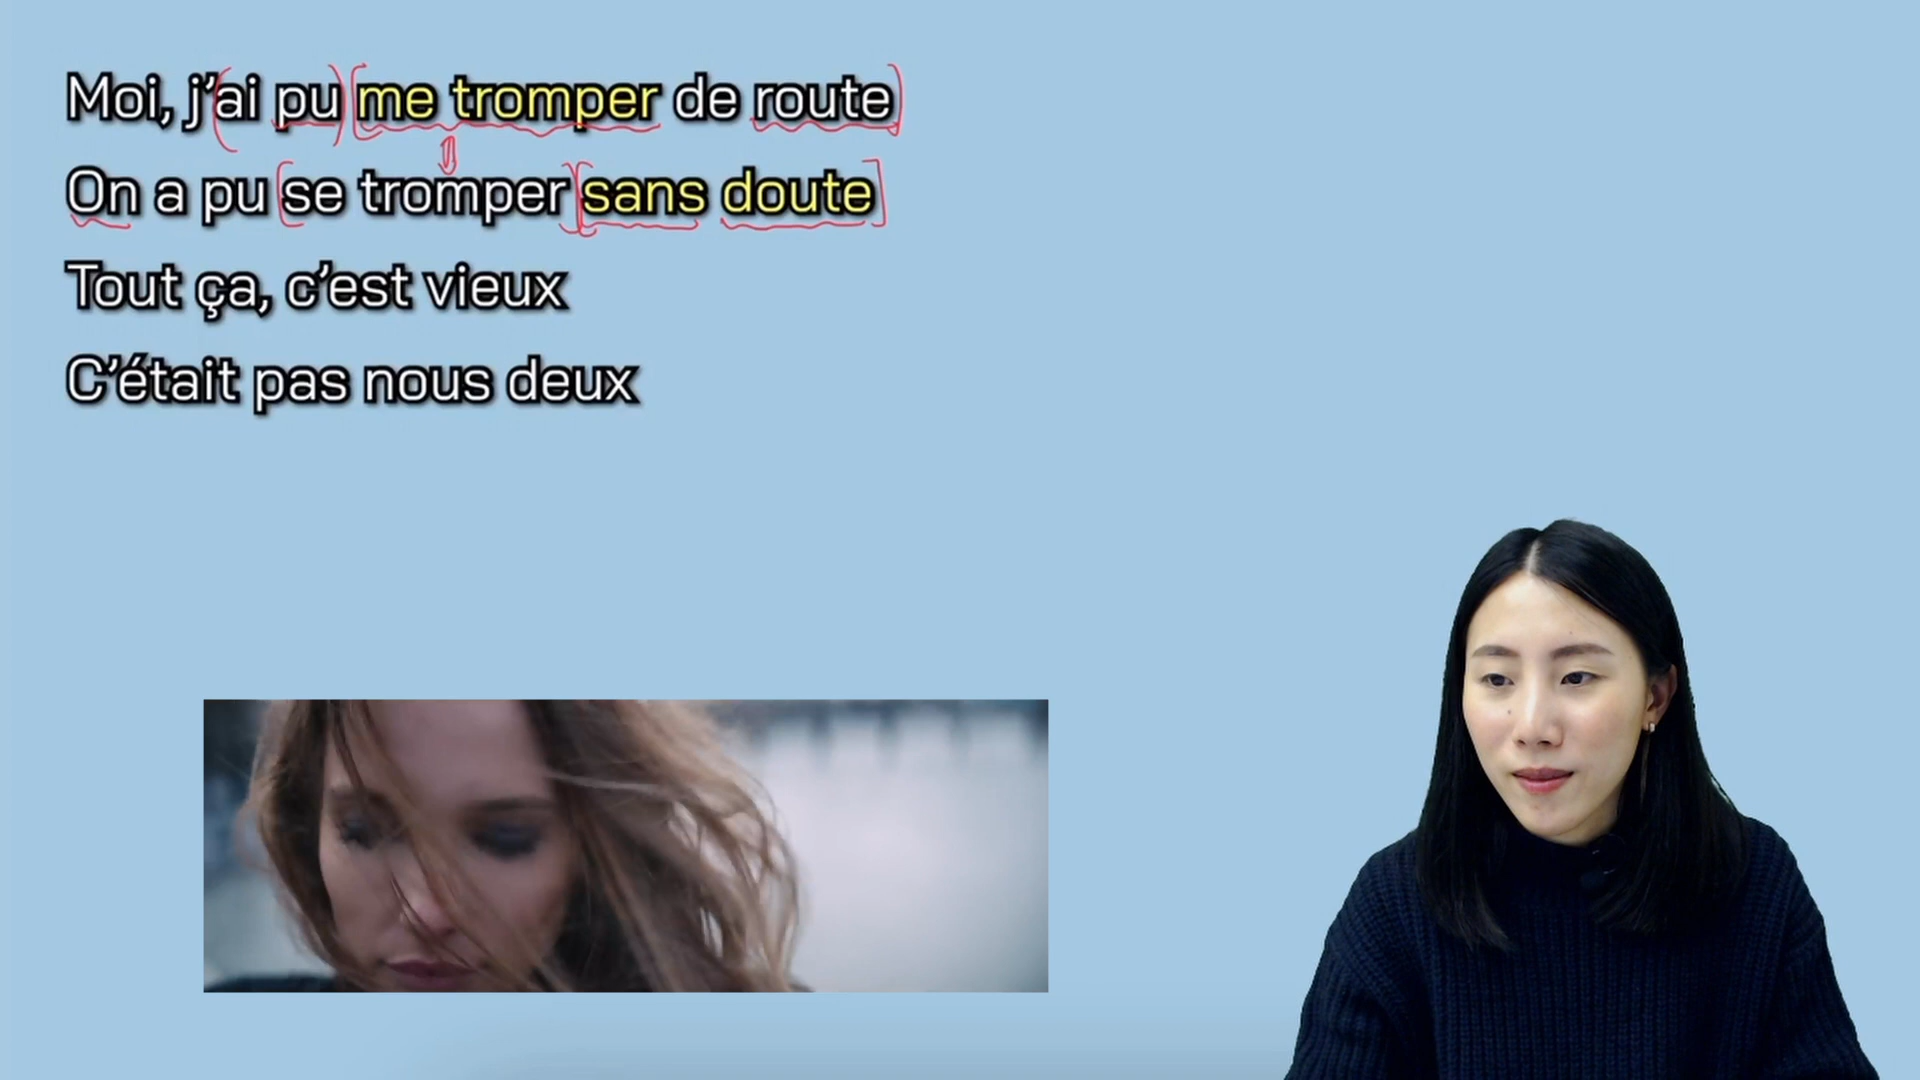 Moi, j'ai pu me tromper de route
On a pu se tromper sans doute
Tout ça, c'est vieux
C'était pas nous deux